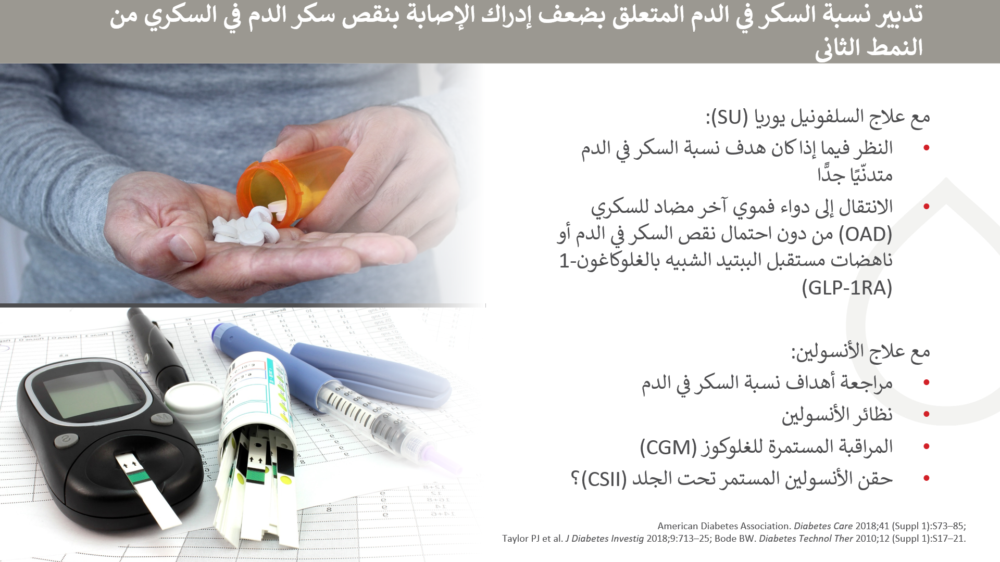 تدبير نسبة السكر في الدم المتعلق بضعف إدراك الإصابة بنقص سكر الدم في السكري من
النمط الثاني
مع علاج السلفونيل يوريا (SU):
• النظر فيما إذا كان هدف نسبة السكر في الدم
متدنّيًا جدًّا
• الانتقال إلى دواء فموي آخر مضاد للسكري
(OAD) من دون احتمال نقص السكر في الدم أو
ناهضات مستقبل الببتيد الشبيه بالغلوكاغون-1
(GLP-1RA)
مع علاج الأنسولين:
• مراجعة أهداف نسبة السكر في الدم
• نظائر الأنسولين
• المراقبة المستمرة للغلوكوز (CGM)
• حقن الأنسولين المستمر تحت الجلد (CSII)؟
American Diabetes Association. Diabetes Care 2018;41 (Suppl 1):S73–85;
Taylor PJ et al. J Diabetes Investig 2018;9:713–25; Bode BW. Diabetes Technol Ther 2010;12 (Suppl 1):S17–21.